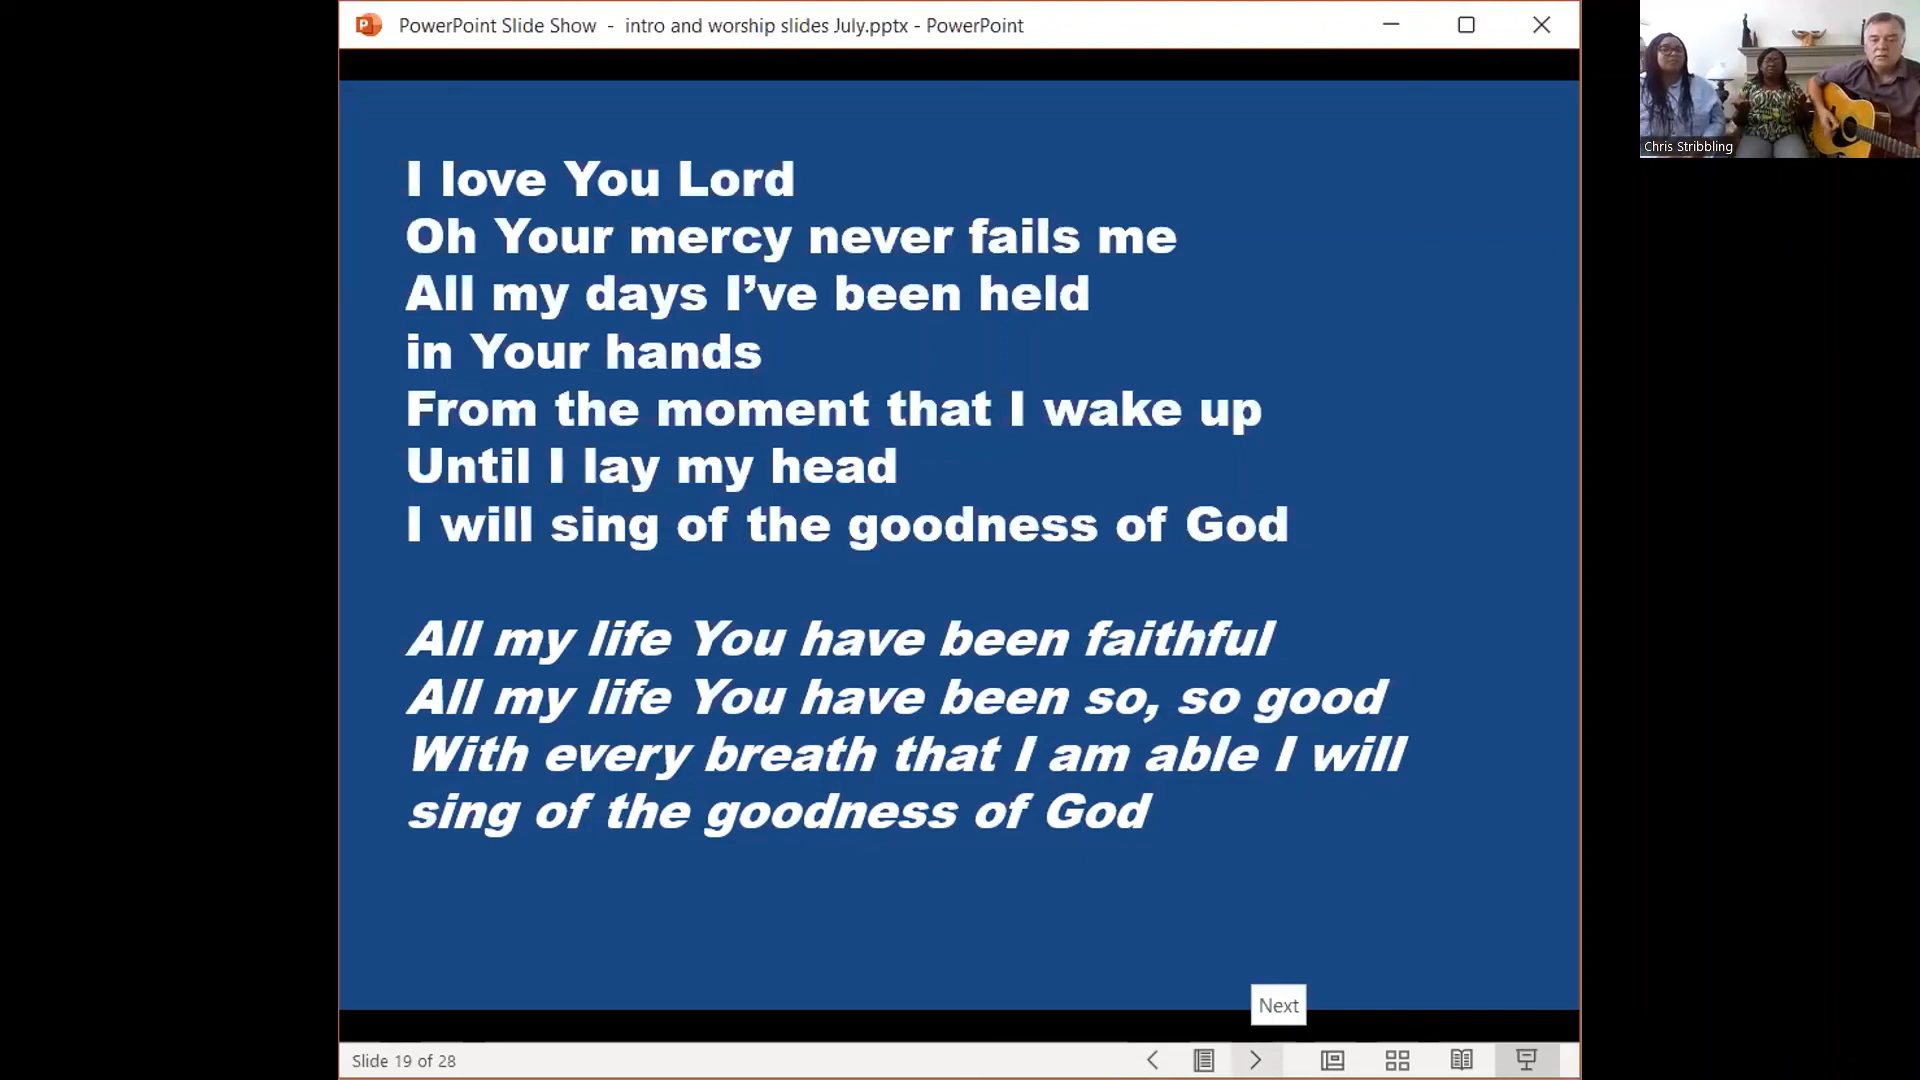 PowerPoint Slide Show - intro and worship slides July.pptx - PowerPoint
Chris Stribbling
I love You Lord
Oh Your mercy never fails me
All my days I’ve been held
in Your hands
From the moment that I wake up
Until I lay my head
I will sing of the goodness of God
All my life You have been faithful
All my life You have been so, so good
With every breath that I am able I will
sing of the goodness of God
Next
Slide 19 of 28